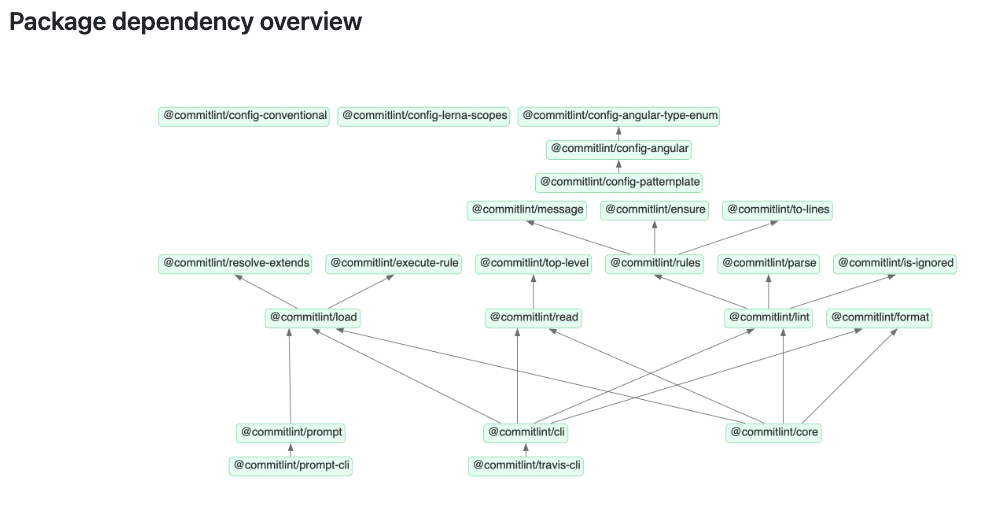 Package dependency overview
@commitlint/config-conventional
@commitlint/config-lerna-scopes
@commitlint/config-angular-type-enum
@commitlint/config-angular
@commitlint/config-patternplate
@commitlint/message
@commitlint/ensure
@commitlint/to-lines
@commitlint/resolve-extends
@commitlint/execute-rule
@commitlint/top-level
@commitlint/rules
@commitlint/parse
@commitlint/is-ignored
@commitlint/load
@commitlint/read
@commitlint/lint
@commitlint/format
@commitlint/prompt
@commitlint/cli
@commitlint/core
@commitlint/prompt-cli
@commitlint/travis-cli